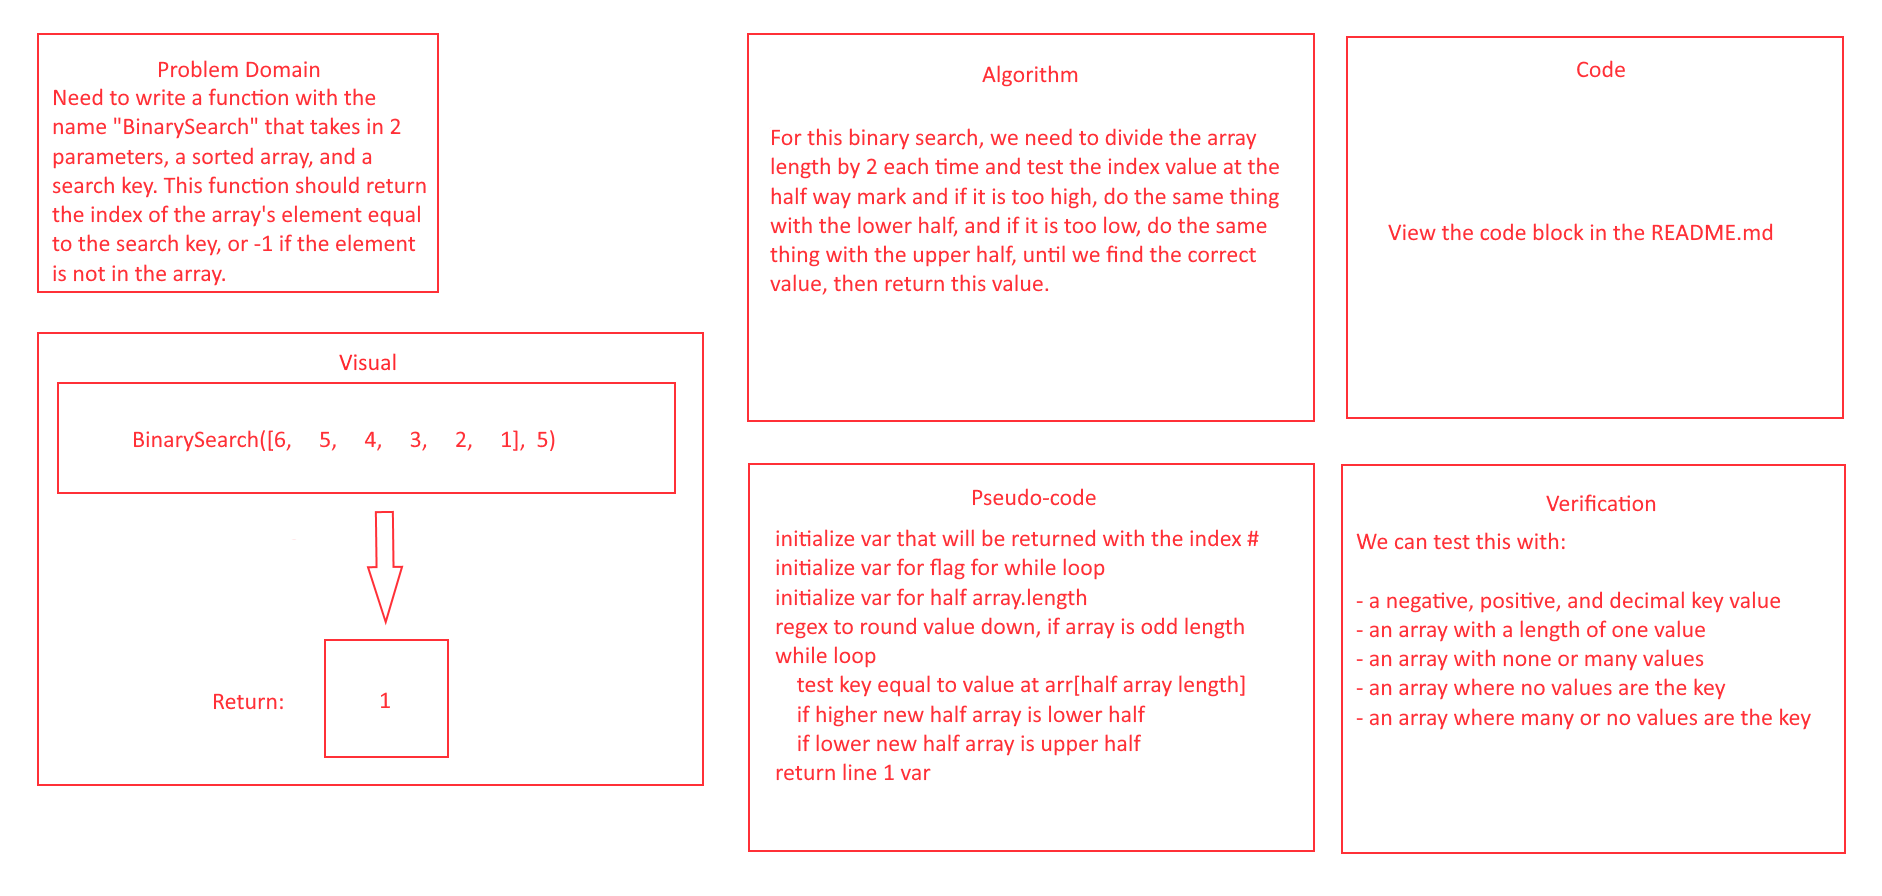 Problem Domain
Need to write a function with the
name "BinarySearch" that takes in 2
parameters, a sorted array, and a
search key. This function should return
the index of the array's element equal
to the search key, or -1 if the element
is not in the array.
Visual
BinarySearch([6, 5, 4, 3, 2, 1], 5)
Return:
1
Algorithm
For this binary search, we need to divide the array
length by 2 each time and test the index value at the
half way mark and if it is too high, do the same thing
with the lower half, and if it is too low, do the same
thing with the upper half, until we find the correct
value, then return this value.
Pseudo-code
initialize var that will be returned with the index #
initialize var for flag for while loop
initialize var for half array.length
regex to round value down, if array is odd length
while loop
test key equal to value at arr[half array length]
if higher new half array is lower half
if lower new half array is upper half
return line 1 var
Code
View the code block in the README.md
Verification
We can test this with:
- a negative, positive, and decimal key value
- an array with a length of one value
- an array with none or many values
- an array where no values are the key
- an array where many or no values are the key